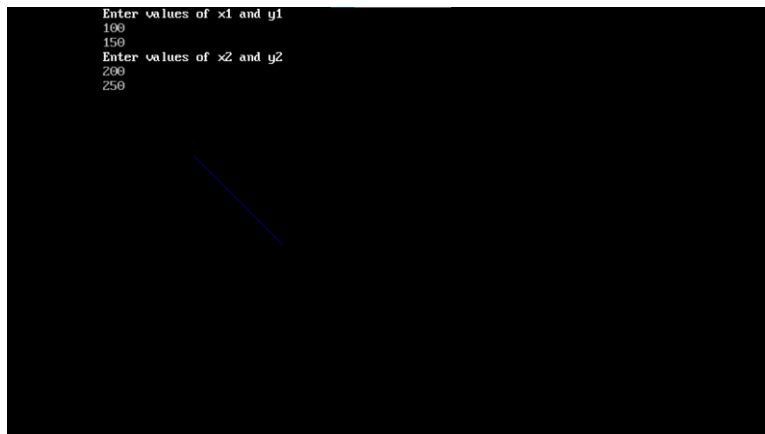 Enter values of x1 and y1
100
150
Enter values of x2 and y2
200
250